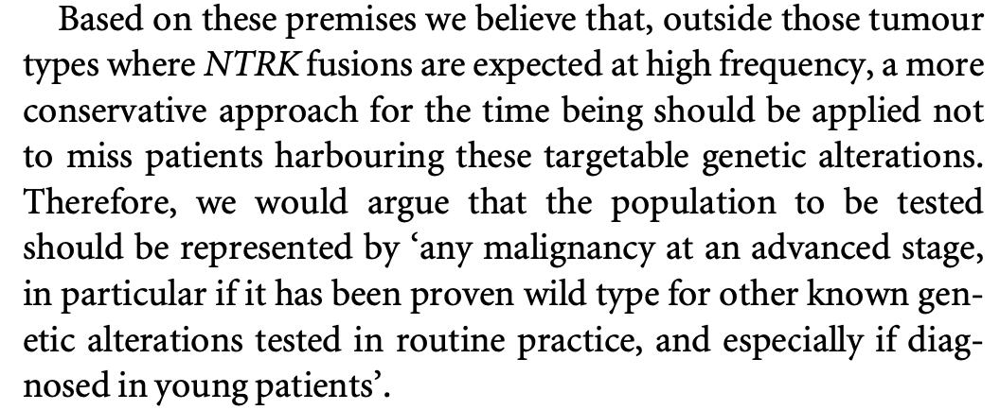 Based on these premises we believe that, outside those tumour
types where NTRK fusions are expected at high frequency, a more
conservative approach for the time being should be applied not
to miss patients harbouring these targetable genetic alterations.
Therefore, we would argue that the population to be tested
should be represented by ‘any malignancy at an advanced stage,
in particular if it has been proven wild type for other known gen-
etic alterations tested in routine practice, and especially if diag-
nosed in young patients’.